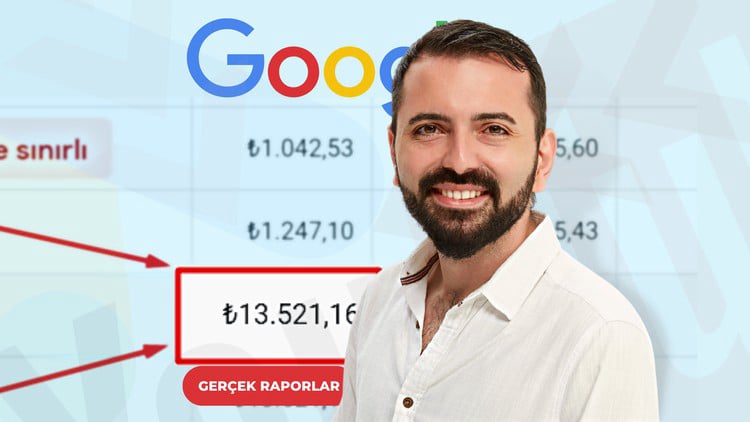 Goog
e sınırlı ₺1.042,53 5,60
₺1.247,10 5,43
₺13.521,16
GERÇEK RAPORLAR